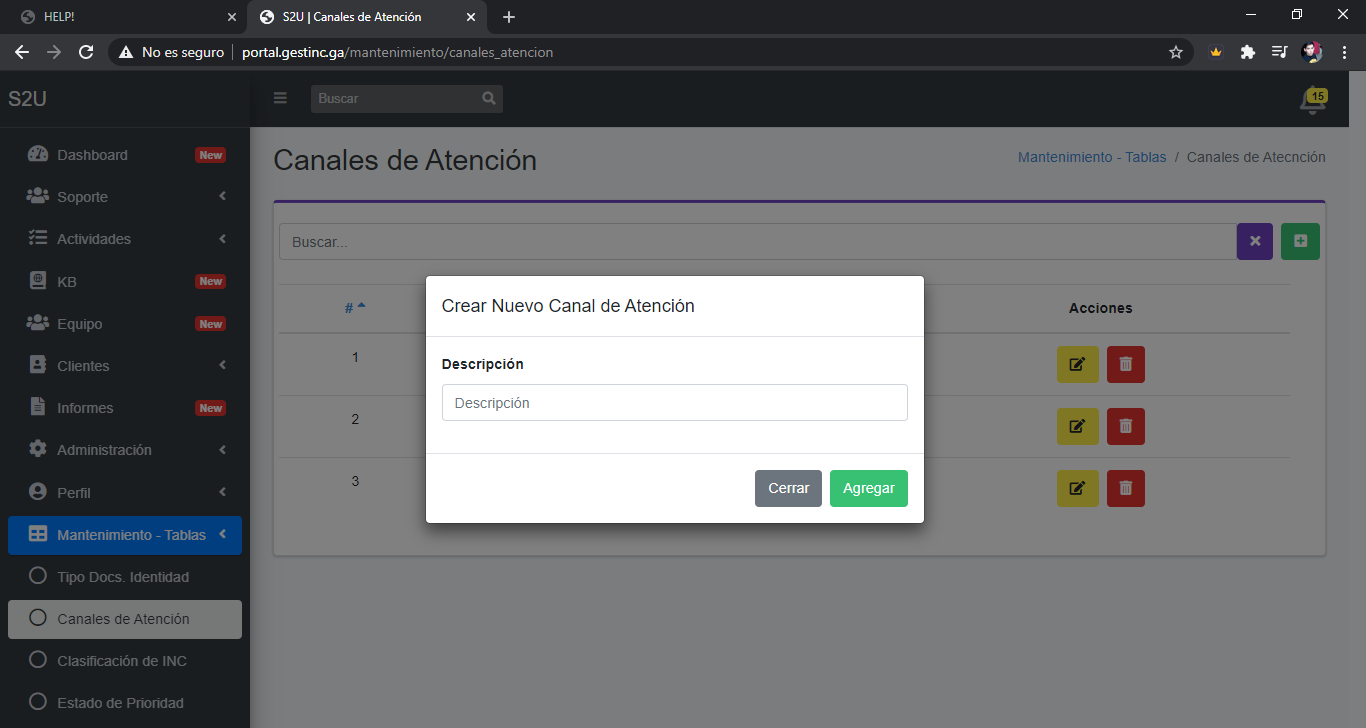 HELP!
S2U | Canales de Atención
No es seguro
portal.gestinc.ga/mantenimiento/canales_atencion
S2U
Buscar
15
Dashboard New
Soporte
Actividades
KB New
Equipo New
Clientes
Informes New
Administración
Perfil
Mantenimiento - Tablas
Tipo Docs. Identidad
Canales de Atención
Clasificación de INC
Estado de Prioridad
Canales de Atención
Mantenimiento - Tablas / Canales de Atecnción
Buscar...
# Acciones
1
2
3
Crear Nuevo Canal de Atención
Descripción
Descripción
Cerrar Agregar